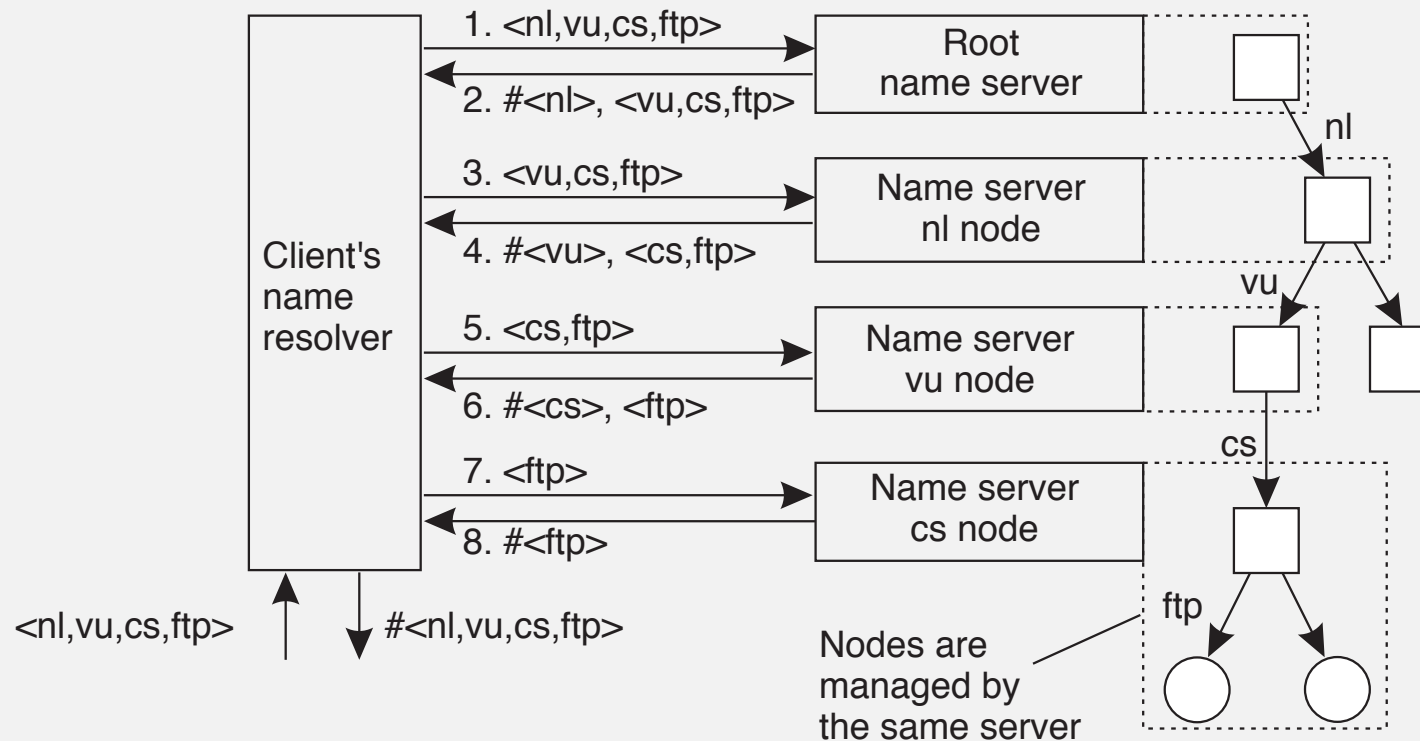 1. <nl,vu,cs,ftp>
2. #<nl>, <vu,cs,ftp>
Root
name server
nl
3. <vu,cs,ftp>
4. #<vu>, <cs,ftp>
Name server
nl node
vu
Client's
name
resolver
5. <cs,ftp>
6. #<cs>, <ftp>
Name server
vu node
cs
7. <ftp>
8. #<ftp>
Name server
cs node
ftp
<nl,vu,cs,ftp>
#<nl,vu,cs,ftp>
Nodes are
managed by
the same server